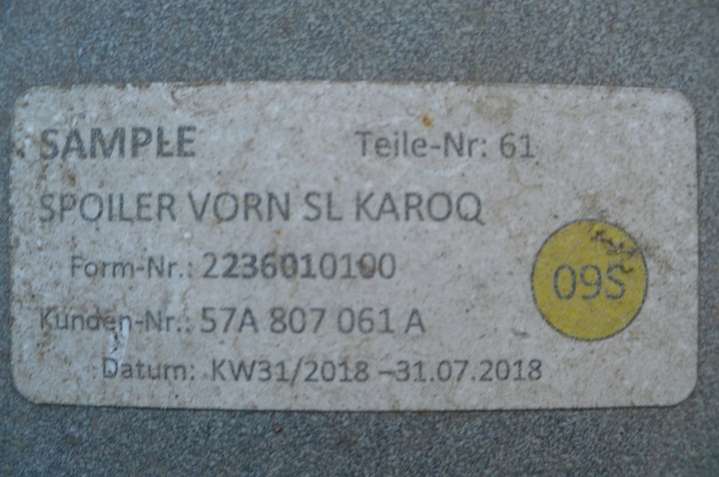 SAMPLE Teile-Nr: 61
SPOILER VORN SL KAROQ
Form-Nr.: 2236010100
09S
Kunden-Nr.: 57A 807 061 A
Datum: KW31/2018 –31.07.2018